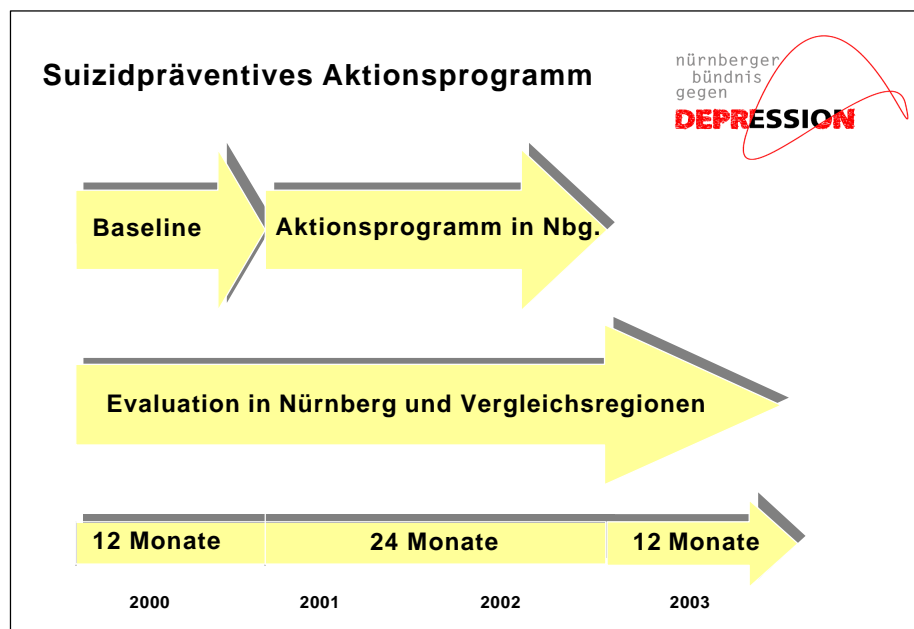 Suizidpräventives Aktionsprogramm
nürnberger
bündnis
gegen
DEPRESSION
Baseline
Aktionsprogramm in Nbg.
Evaluation in Nürnberg und Vergleichsregionen
12 Monate
24 Monate
12 Monate
2000
2001
2002
2003